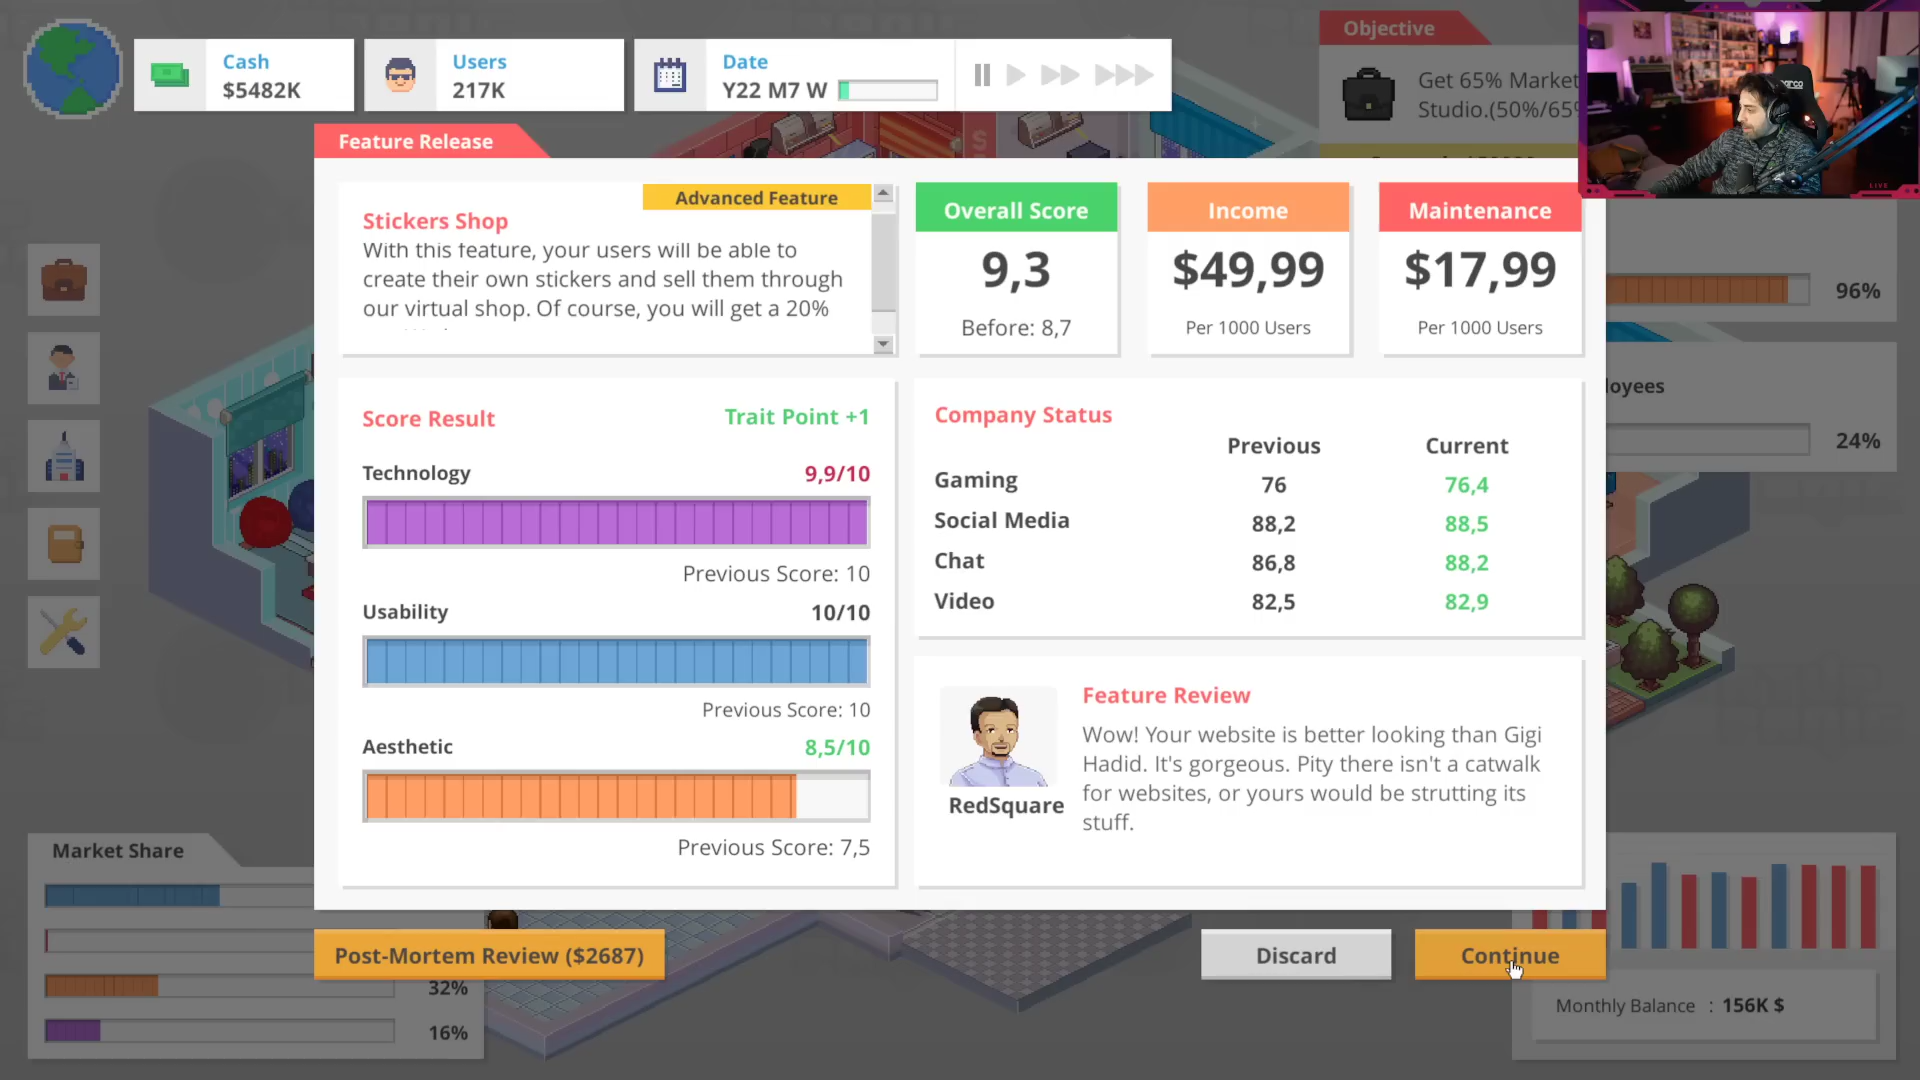 Cash
$5482K
Users
217K
Date
Y22 M7 W
Objective
Get 65% Market
Studio.(50%/65%
Feature Release
Advanced Feature
Stickers Shop
With this feature, your users will be able to
create their own stickers and sell them through
our virtual shop. Of course, you will get a 20%
Overall Score
9,3
Before: 8,7
Income
$49,99
Per 1000 Users
Maintenance
$17,99
Per 1000 Users
96%
loyees
24%
Score Result
Trait Point +1
Technology
9,9/10
Previous Score: 10
Usability
10/10
Previous Score: 10
Aesthetic
8,5/10
Previous Score: 7,5
Company Status
Previous
Current
Gaming
76
76,4
Social Media
88,2
88,5
Chat
86,8
88,2
Video
82,5
82,9
Feature Review
Wow! Your website is better looking than Gigi
Hadid. It's gorgeous. Pity there isn't a catwalk
for websites, or yours would be strutting its
stuff.
RedSquare
Market Share
32%
16%
Post-Mortem Review ($2687)
Discard
Continue
Monthly Balance : 156K $